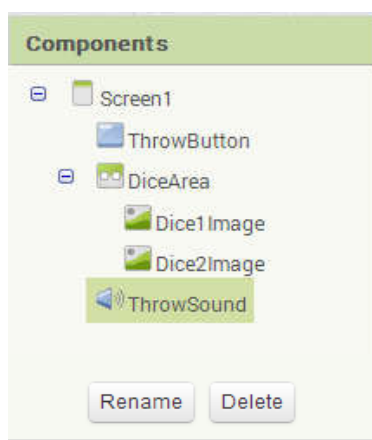 Components
Screen1
ThrowButton
DiceArea
Dice1Image
Dice2Image
ThrowSound
Rename Delete